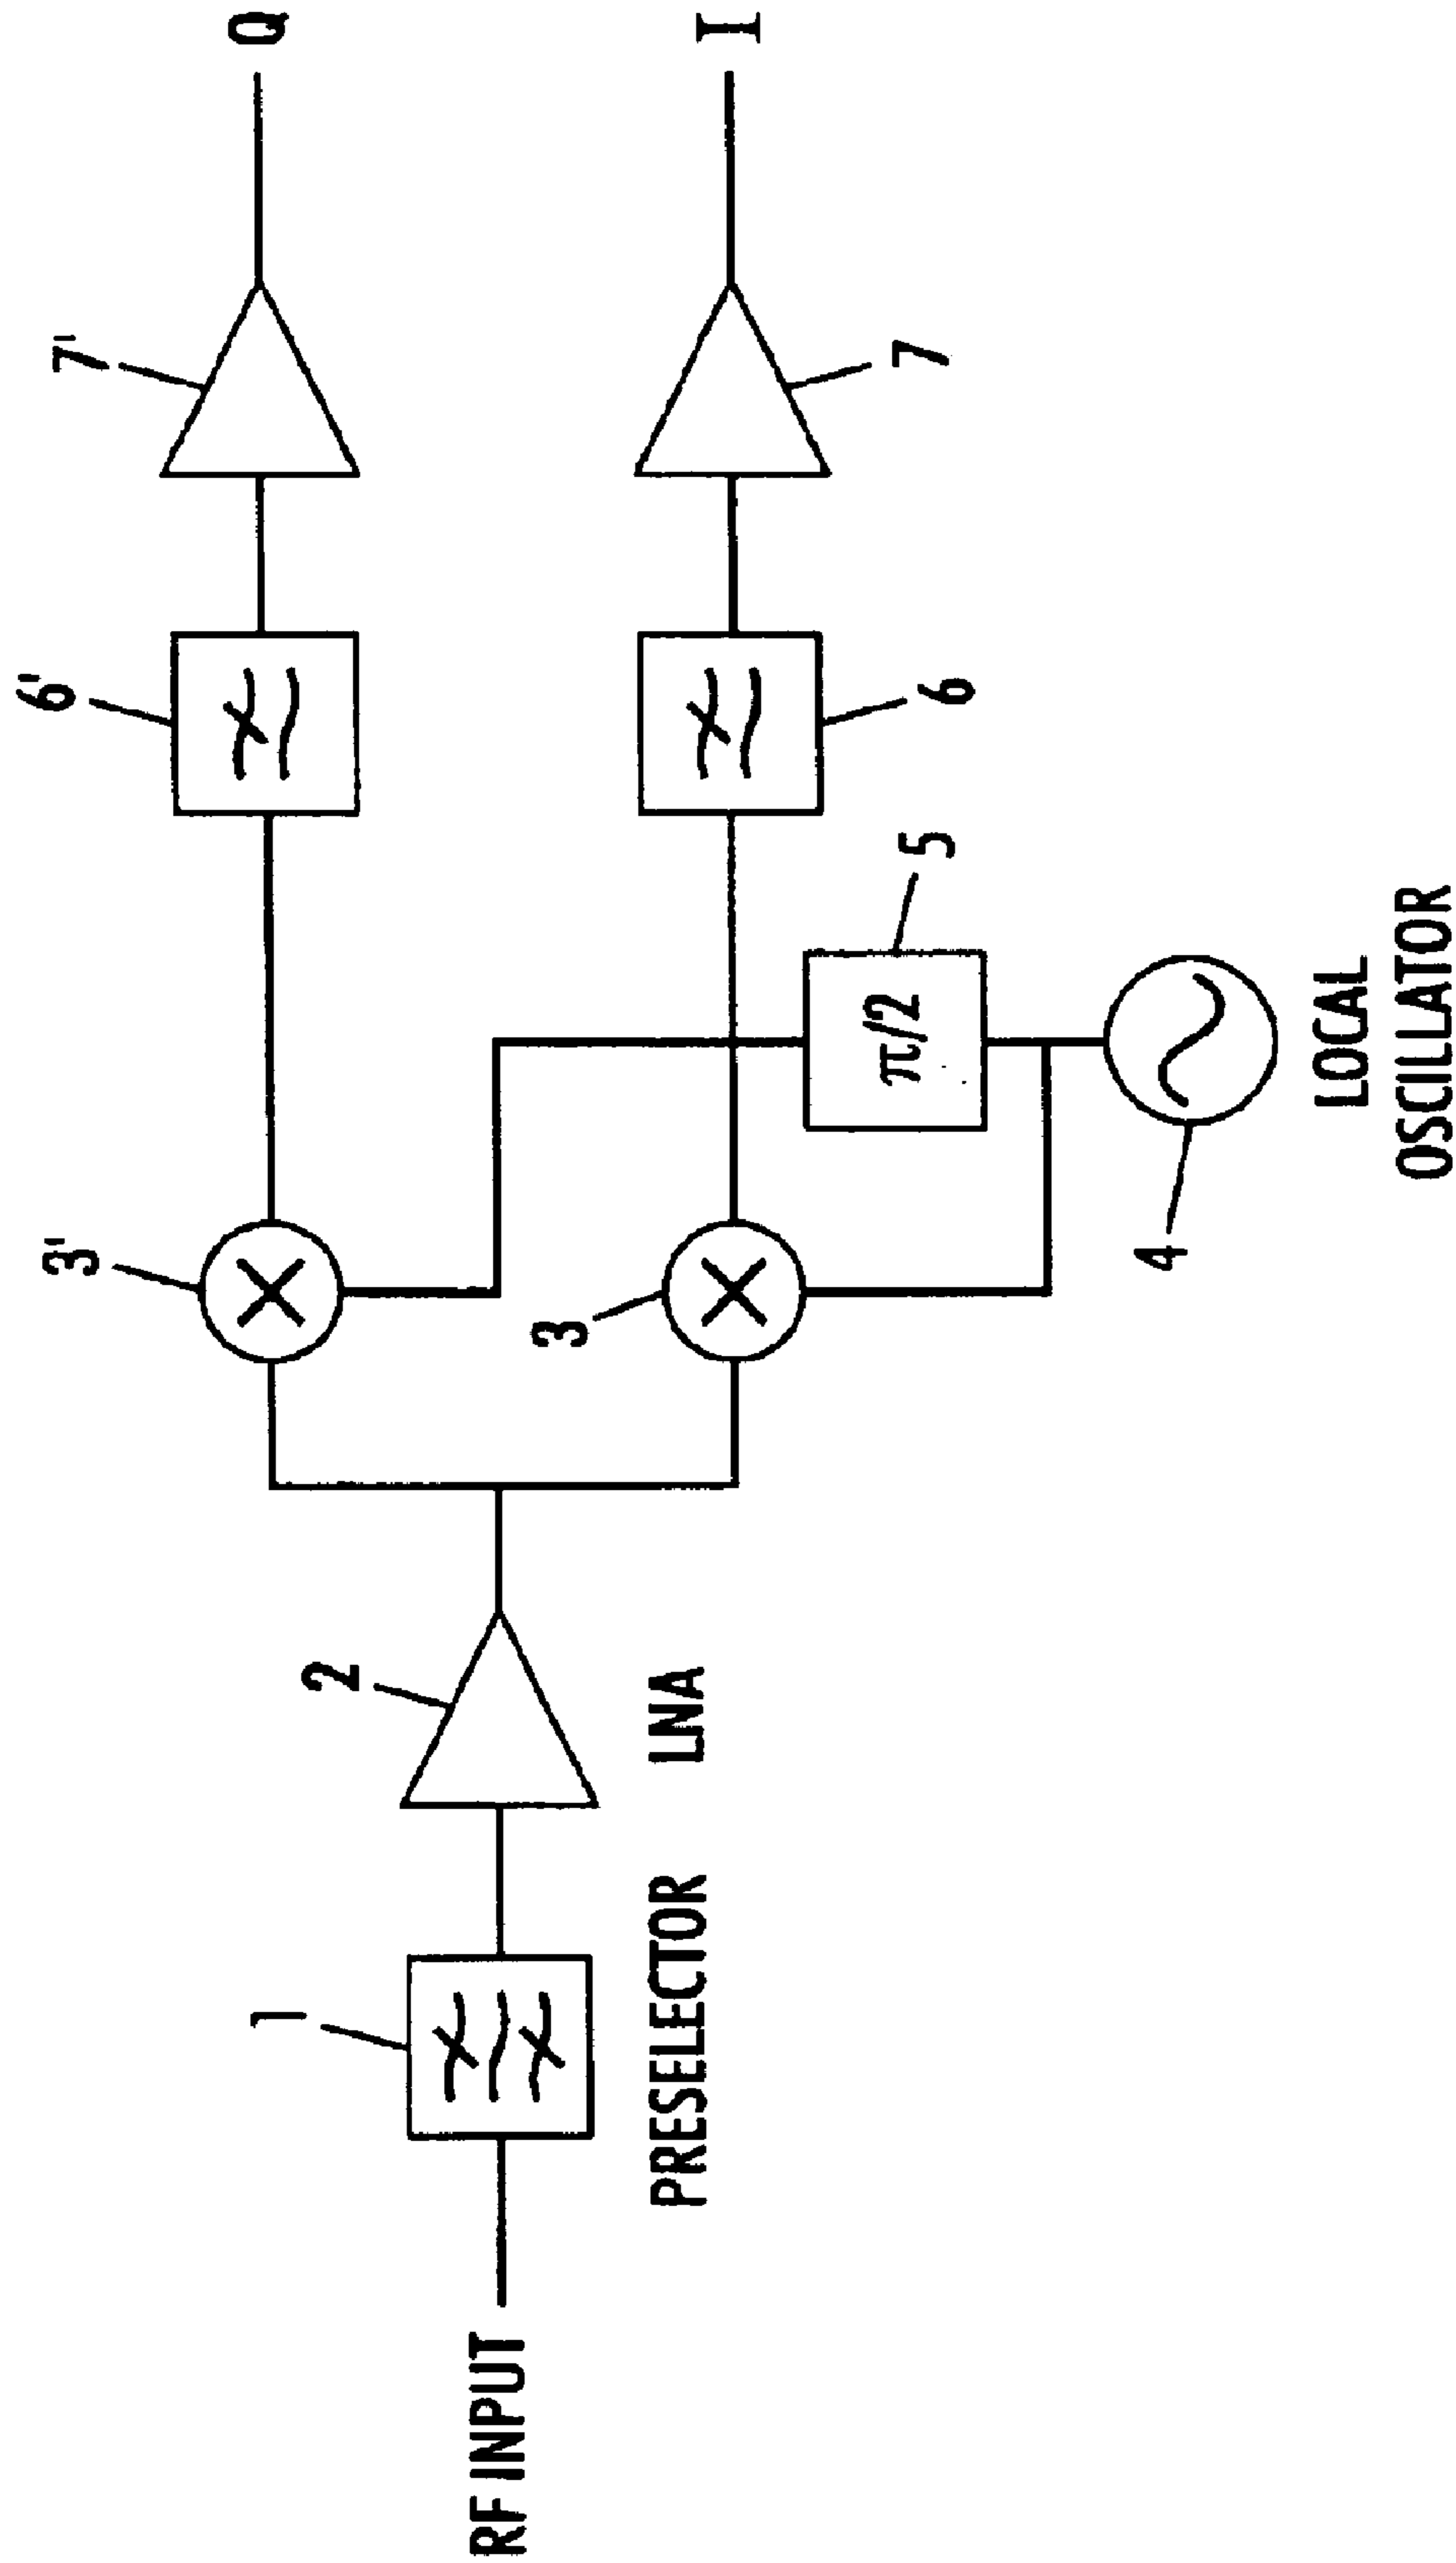 RF INPUT
1
PRESELECTOR
2
LNA
3'
3
4
LOCAL
OSCILLATOR
π/2
5
6'
6
7'
7
Q
I